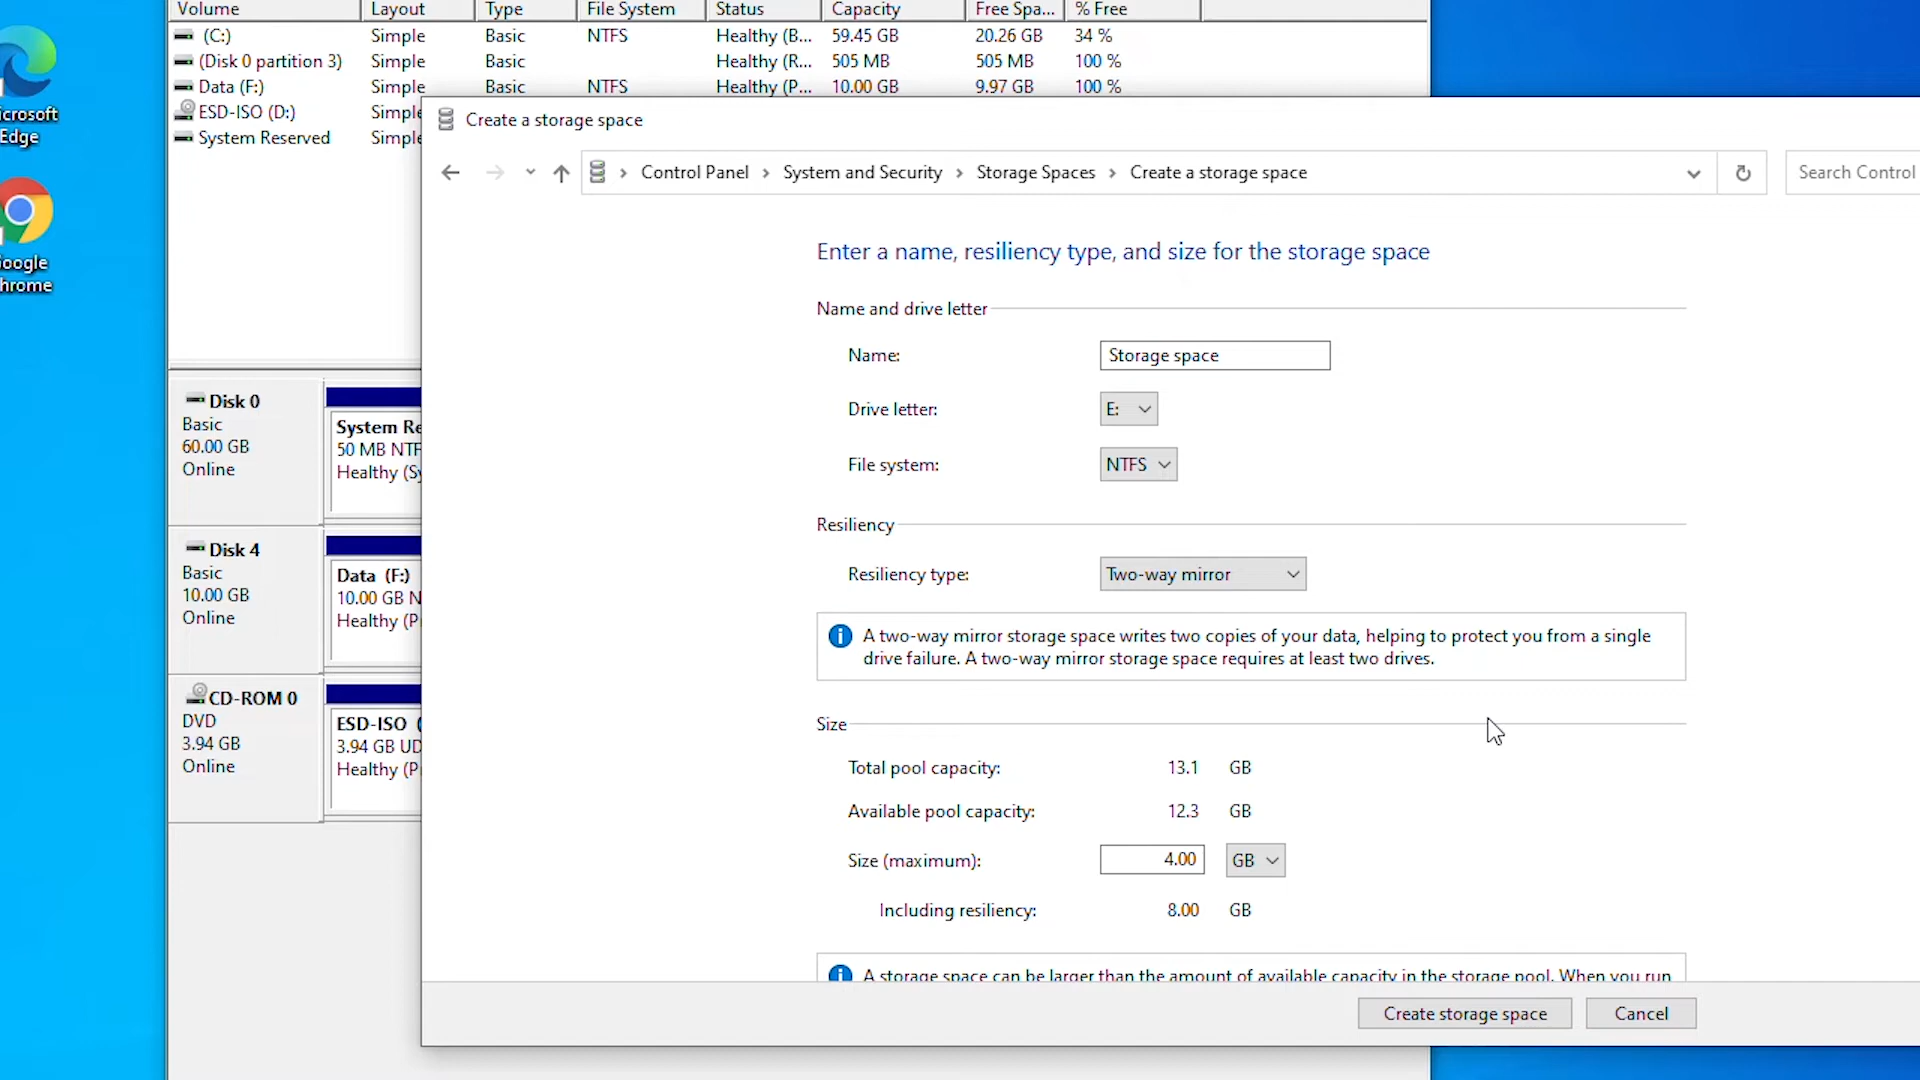 Volume Layout Type File System Status Capacity Free Spa... % Free
(C:) Simple Basic NTFS Healthy (B... 59.45 GB 20.26 GB 34 %
(Disk 0 partition 3) Simple Basic Healthy (R... 505 MB 505 MB 100 %
Data (F:) Simple Basic NTFS Healthy (P... 10.00 GB 9.97 GB 100 %
ESD-ISO (D:) Simple
System Reserved Simple
icrosoft
Edge
oogle
hrome
Disk 0
Basic
60.00 GB
Online
System Re
50 MB NTF
Healthy (Sy
Disk 4
Basic
10.00 GB
Online
Data (F:)
10.00 GB N
Healthy (P
CD-ROM 0
DVD
3.94 GB
Online
ESD-ISO (
3.94 GB UD
Healthy (P
Create a storage space
Control Panel > System and Security > Storage Spaces > Create a storage space
Search Control
Enter a name, resiliency type, and size for the storage space
Name and drive letter
Name: Storage space
Drive letter: E:
File system: NTFS
Resiliency
Resiliency type: Two-way mirror
A two-way mirror storage space writes two copies of your data, helping to protect you from a single
drive failure. A two-way mirror storage space requires at least two drives.
Size
Total pool capacity: 13.1 GB
Available pool capacity: 12.3 GB
Size (maximum): 4.00 GB
Including resiliency: 8.00 GB
A storage space can be larger than the amount of available capacity in the storage pool. When you run
Create storage space
Cancel